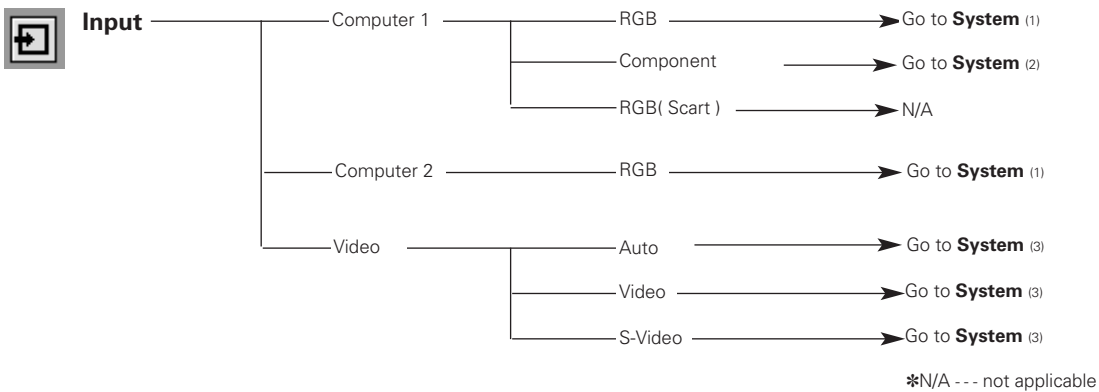 Input Computer 1 RGB Go to System (1)
Component Go to System (2)
RGB( Scart ) N/A
Computer 2 RGB Go to System (1)
Video Auto Go to System (3)
Video Go to System (3)
S-Video Go to System (3)
✽N/A - - - not applicable